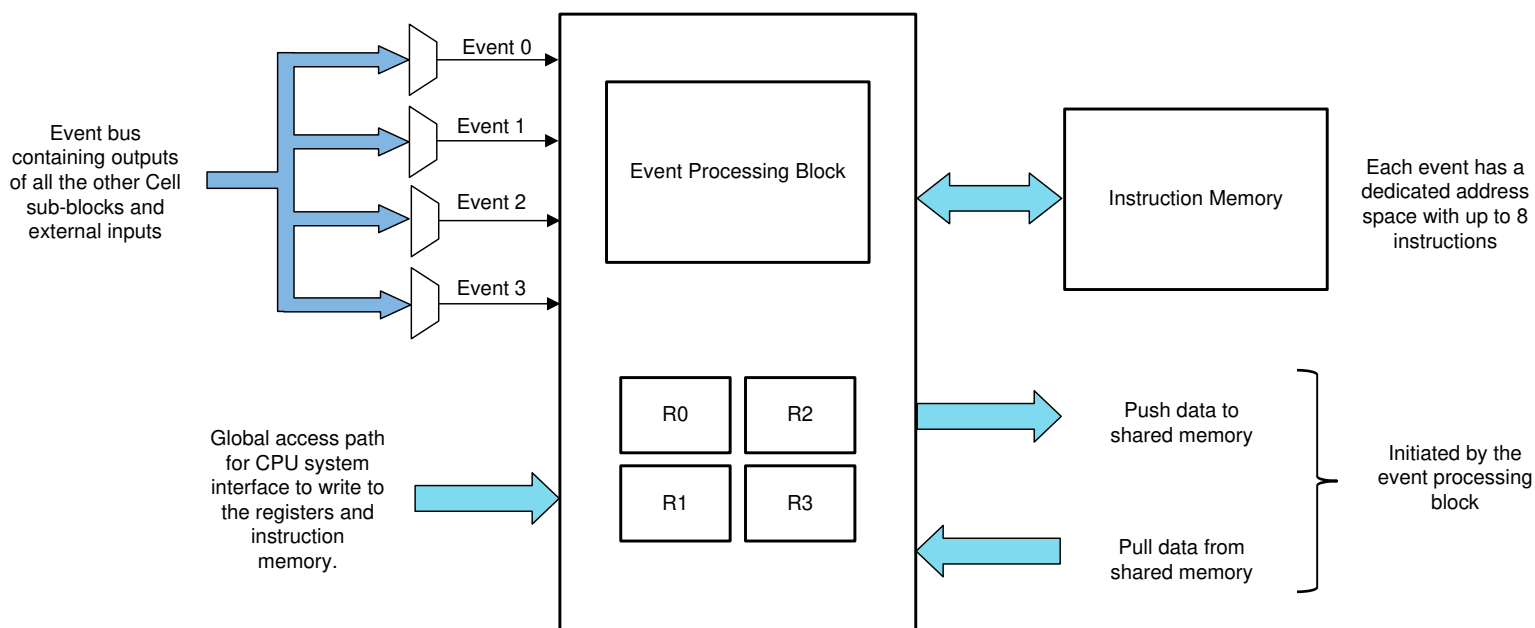 Event bus
containing outputs
of all the other Cell
sub-blocks and
external inputs
Event 0
Event 1
Event 2
Event 3
Event Processing Block
Instruction Memory
Each event has a
dedicated address
space with up to 8
instructions
Global access path
for CPU system
interface to write to
the registers and
instruction
memory.
R0
R2
R1
R3
Push data to
shared memory
Pull data from
shared memory
Initiated by the
event processing
block